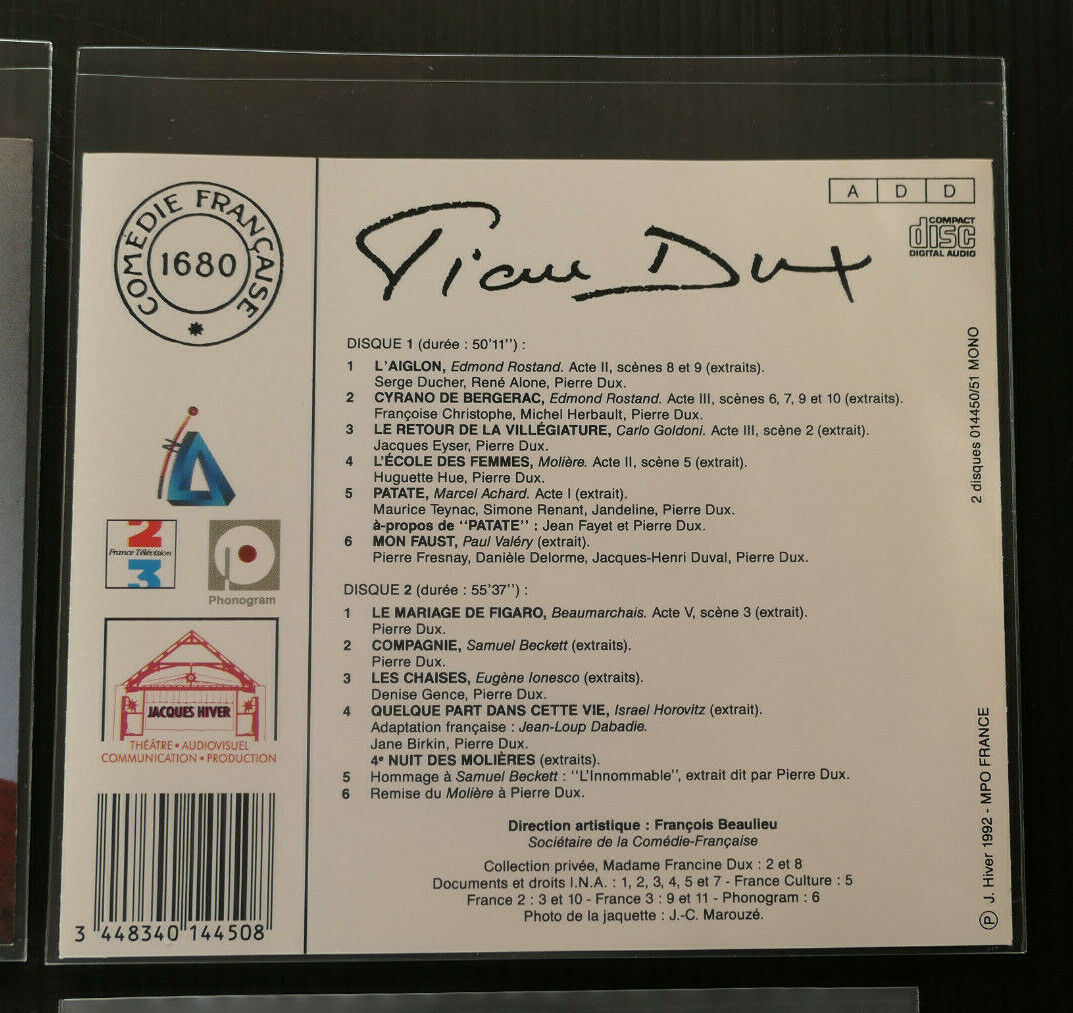 COMÉDIE FRANÇAISE
1680
A D D
COMPACT
disc
DIGITAL AUDIO
Pierre Dux
DISQUE 1 (durée : 50'11'') :
1 L'AIGLON, Edmond Rostand. Acte II, scènes 8 et 9 (extraits).
Serge Ducher, René Alone, Pierre Dux.
2 CYRANO DE BERGERAC, Edmond Rostand. Acte III, scènes 6, 7, 9 et 10 (extraits).
Françoise Christophe, Michel Herbault, Pierre Dux.
3 LE RETOUR DE LA VILLÉGIATURE, Carlo Goldoni. Acte III, scène 2 (extrait).
Jacques Eyser, Pierre Dux.
4 L'ÉCOLE DES FEMMES, Molière. Acte II, scène 5 (extrait).
Huguette Hue, Pierre Dux.
5 PATATE, Marcel Achard. Acte I (extrait).
Maurice Teynac, Simone Renant, Jandeline, Pierre Dux.
à-propos de ''PATATE'' : Jean Fayet et Pierre Dux.
6 MON FAUST, Paul Valéry (extrait).
Pierre Fresnay, Danièle Delorme, Jacques-Henri Duval, Pierre Dux.
DISQUE 2 (durée : 55'37'') :
1 LE MARIAGE DE FIGARO, Beaumarchais. Acte V, scène 3 (extrait).
Pierre Dux.
2 COMPAGNIE, Samuel Beckett (extraits).
Pierre Dux.
3 LES CHAISES, Eugène Ionesco (extraits).
Denise Gence, Pierre Dux.
4 QUELQUE PART DANS CETTE VIE, Israel Horovitz (extrait).
Adaptation française : Jean-Loup Dabadie.
Jane Birkin, Pierre Dux.
4e NUIT DES MOLIÈRES (extraits).
5 Hommage à Samuel Beckett : ''L'Innommable'', extrait dit par Pierre Dux.
6 Remise du Molière à Pierre Dux.
Direction artistique : François Beaulieu
Sociétaire de la Comédie-Française
Collection privée, Madame Francine Dux : 2 et 8
Documents et droits I.N.A. : 1, 2, 3, 4, 5 et 7 - France Culture : 5
France 2 : 3 et 10 - France 3 : 9 et 11 - Phonogram : 6
Photo de la jaquette : J.-C. Marouzé.
2 disques 014450/51 MONO
℗ J. Hiver 1992 - MPO FRANCE
2
France Télévision
3
Phonogram
JACQUES HIVER
THÉÂTRE • AUDIOVISUEL
COMMUNICATION • PRODUCTION
3 448340 144508